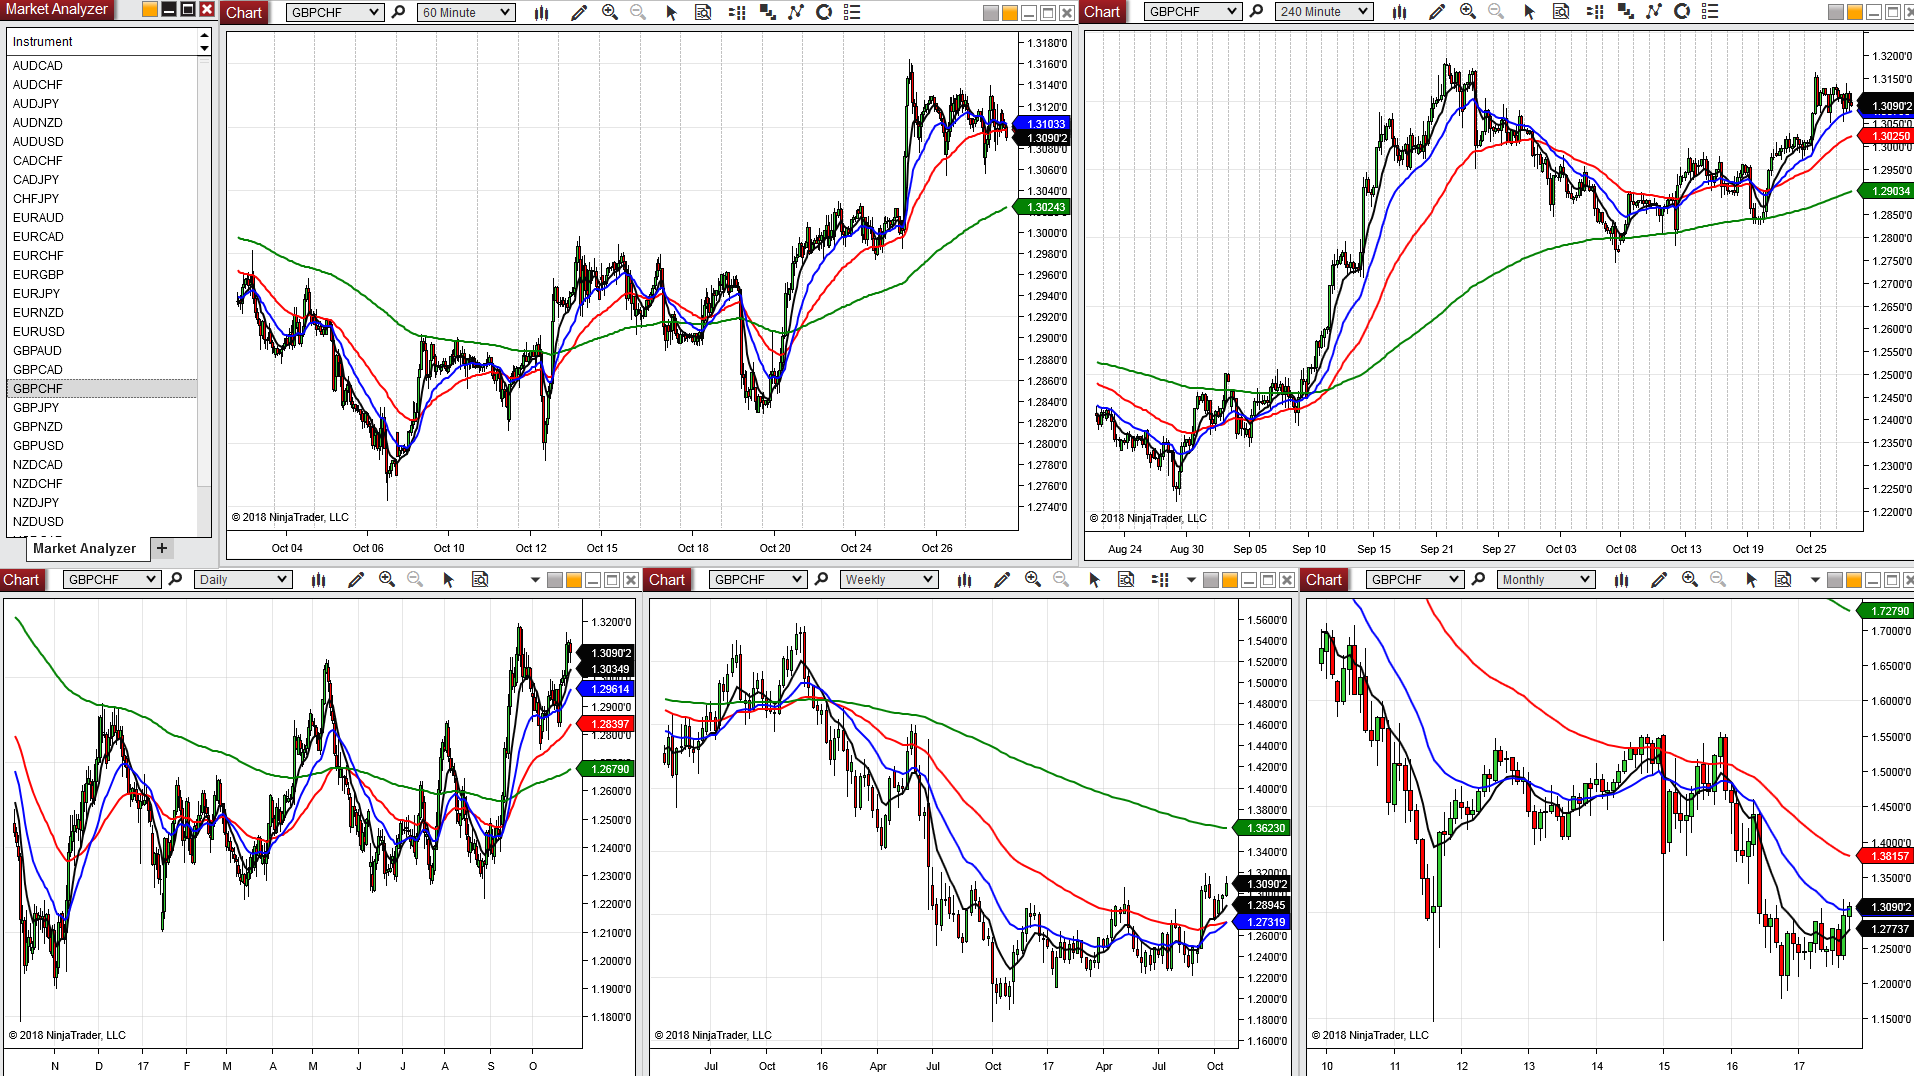 Market Analyzer
Instrument
AUDCAD
AUDCHF
AUDJPY
AUDNZD
AUDUSD
CADCHF
CADJPY
CHFJPY
EURAUD
EURCAD
EURCHF
EURGBP
EURJPY
EURNZD
EURUSD
GBPAUD
GBPCAD
GBPCHF
GBPJPY
GBPNZD
GBPUSD
NZDCAD
NZDCHF
NZDJPY
NZDUSD
Market Analyzer +
Chart GBPCHF 60 Minute
1.3180'0
1.3160'0
1.3140'0
1.3120'0
1.31033
1.3090'2
1.3080'0
1.3060'0
1.3040'0
1.30243
1.3000'0
1.2980'0
1.2960'0
1.2940'0
1.2920'0
1.2900'0
1.2880'0
1.2860'0
1.2840'0
1.2820'0
1.2800'0
1.2780'0
1.2760'0
1.2740'0
© 2018 NinjaTrader, LLC
Oct 04 Oct 06 Oct 10 Oct 12 Oct 15 Oct 18 Oct 20 Oct 24 Oct 26
Chart GBPCHF 240 Minute
1.3200'0
1.3150'0
1.3090'2
1.3050'0
1.30250
1.3000'0
1.2950'0
1.29034
1.2850'0
1.2800'0
1.2750'0
1.2700'0
1.2650'0
1.2600'0
1.2550'0
1.2500'0
1.2450'0
1.2400'0
1.2350'0
1.2300'0
1.2250'0
1.2200'0
© 2018 NinjaTrader, LLC
Aug 24 Aug 30 Sep 05 Sep 10 Sep 15 Sep 21 Sep 27 Oct 03 Oct 08 Oct 13 Oct 19 Oct 25
Chart GBPCHF Daily
1.3200'0
1.3090'2
1.30349
1.29614
1.2900'0
1.28397
1.2800'0
1.26790
1.2600'0
1.2500'0
1.2400'0
1.2300'0
1.2200'0
1.2100'0
1.2000'0
1.1900'0
1.1800'0
© 2018 NinjaTrader, LLC
N D 17 F M A M J J A S O
Chart GBPCHF Weekly
1.5600'0
1.5400'0
1.5200'0
1.5000'0
1.4800'0
1.4600'0
1.4400'0
1.4200'0
1.4000'0
1.3800'0
1.36230
1.3400'0
1.3200'0
1.3090'2
1.28945
1.27319
1.2600'0
1.2400'0
1.2200'0
1.2000'0
1.1800'0
1.1600'0
© 2018 NinjaTrader, LLC
Jul Oct 16 Apr Jul Oct 17 Apr Jul Oct
Chart GBPCHF Monthly
1.72790
1.7000'0
1.6500'0
1.6000'0
1.5500'0
1.5000'0
1.4500'0
1.4000'0
1.38157
1.3500'0
1.3090'2
1.27737
1.2500'0
1.2000'0
1.1500'0
© 2018 NinjaTrader, LLC
10 11 12 13 14 15 16 17